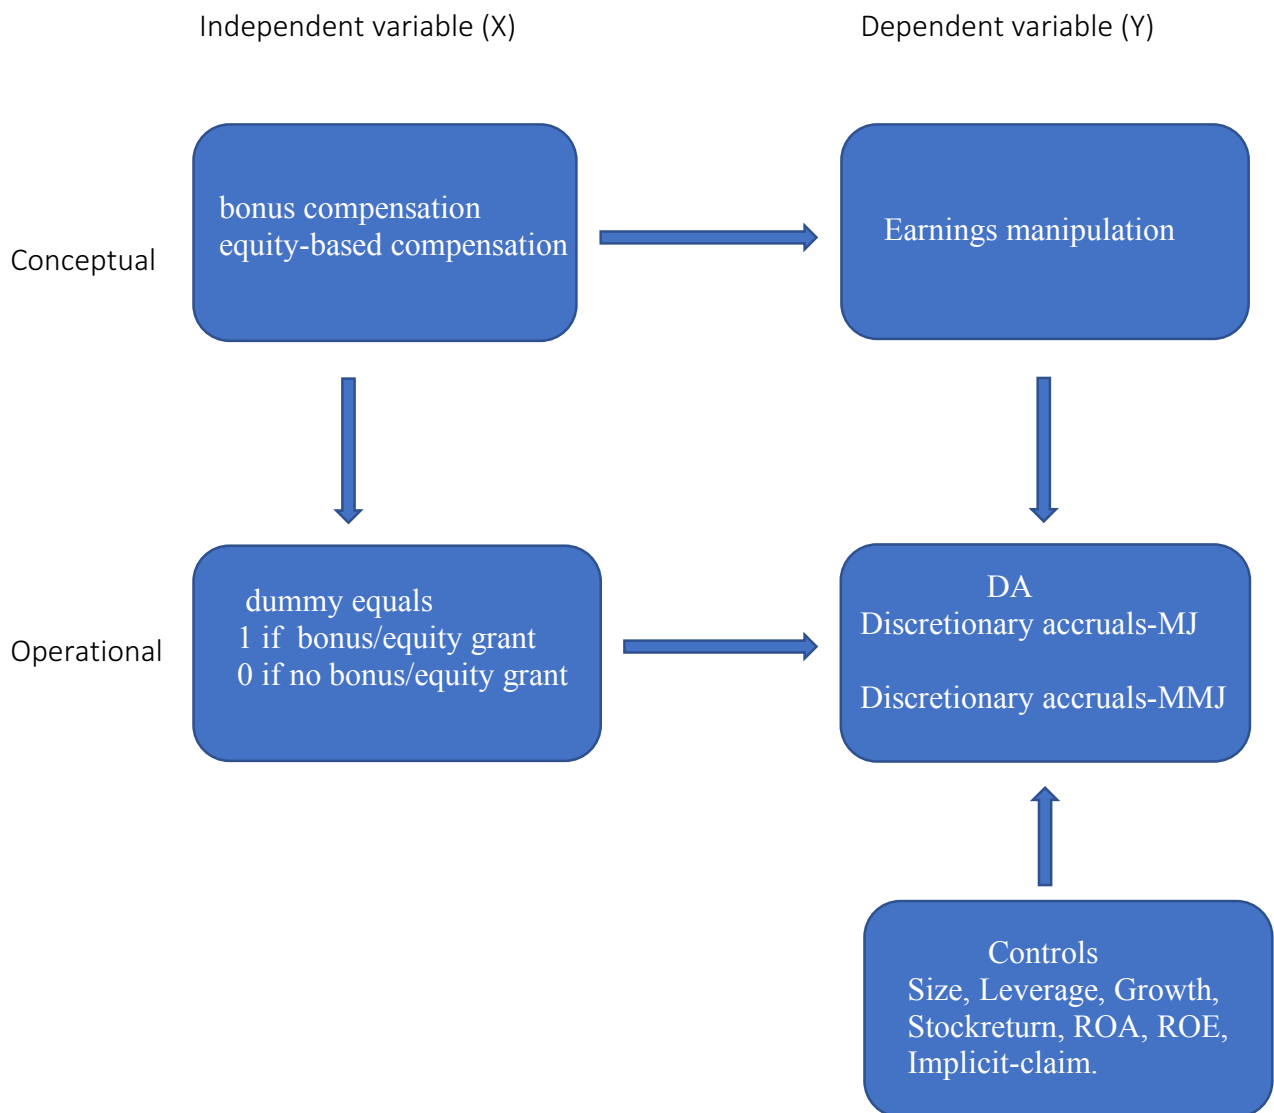 Independent variable (X)
Dependent variable (Y)
Conceptual
bonus compensation
equity-based compensation
Earnings manipulation
Operational
dummy equals
1 if bonus/equity grant
0 if no bonus/equity grant
DA
Discretionary accruals-MJ
Discretionary accruals-MMJ
Controls
Size, Leverage, Growth,
Stockreturn, ROA, ROE,
Implicit-claim.